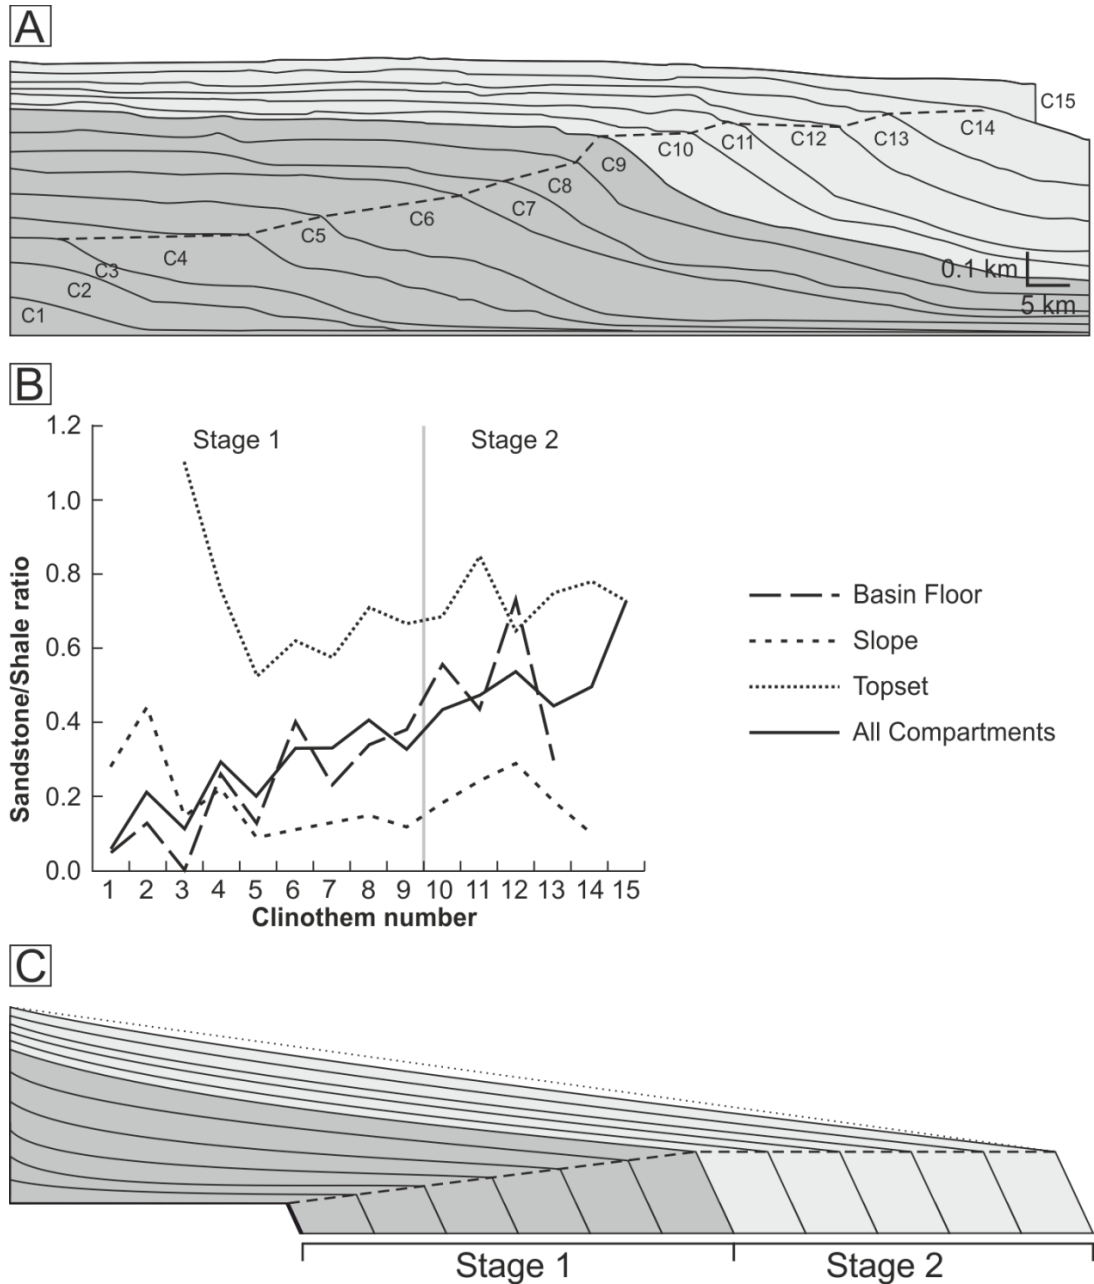 A
C15
C14
C13
C12
C11
C10
C9
C8
C7
C6
C5
C4
C3
C2
C1
0.1 km
5 km
B
1.2
1.0
0.8
0.6
0.4
0.2
0.0
Sandstone/Shale ratio
Stage 1 Stage 2
1 2 3 4 5 6 7 8 9 10 11 12 13 14 15
Clinothem number
Basin Floor
Slope
Topset
All Compartments
C
Stage 1 Stage 2